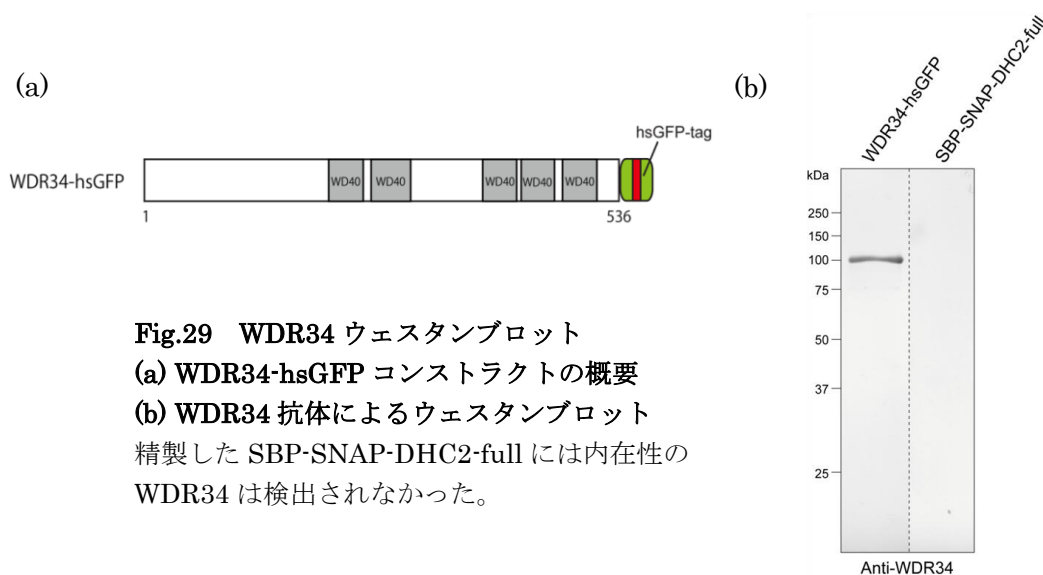 (a)
hsGFP-tag
WDR34-hsGFP
WD40 WD40 WD40 WD40 WD40
1 536
Fig.29 WDR34 ウェスタンブロット
(a) WDR34-hsGFP コンストラクトの概要
(b) WDR34 抗体によるウェスタンブロット
精製した SBP-SNAP-DHC2-full には内在性の
WDR34 は検出されなかった。
(b)
WDR34-hsGFP
SBP-SNAP-DHC2-full
kDa
250
150
100
75
50
37
25
Anti-WDR34